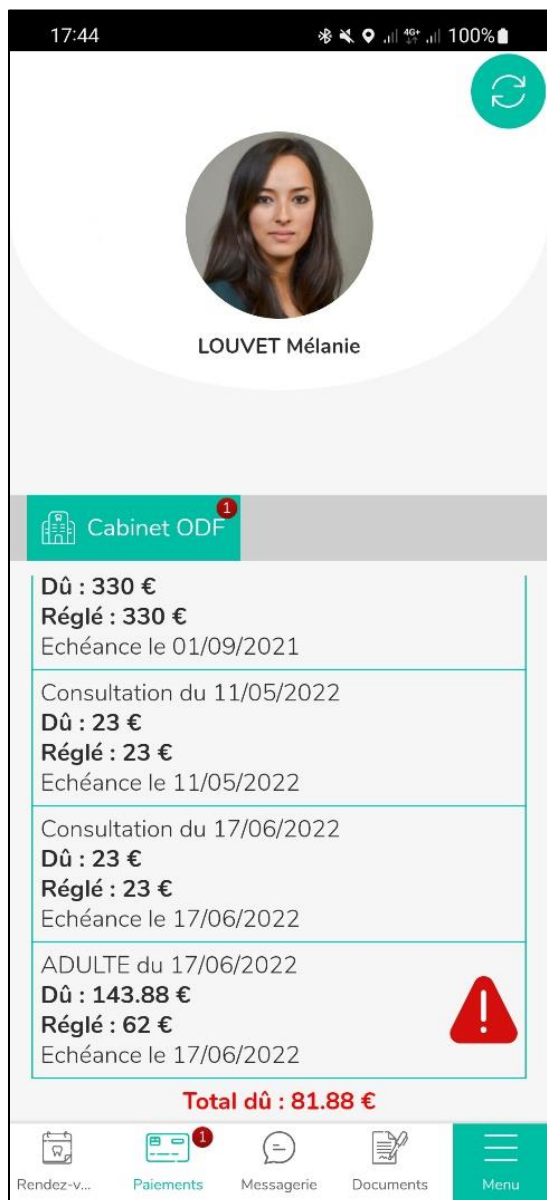 17:44
4G+
100%
LOUVET Mélanie
1
Cabinet ODF
Dû : 330 €
Réglé : 330 €
Echéance le 01/09/2021
Consultation du 11/05/2022
Dû : 23 €
Réglé : 23 €
Echéance le 11/05/2022
Consultation du 17/06/2022
Dû : 23 €
Réglé : 23 €
Echéance le 17/06/2022
ADULTE du 17/06/2022
Dû : 143.88 €
Réglé : 62 €
Echéance le 17/06/2022
Total dû : 81.88 €
1
Rendez-v...
Paiements
Messagerie
Documents
Menu